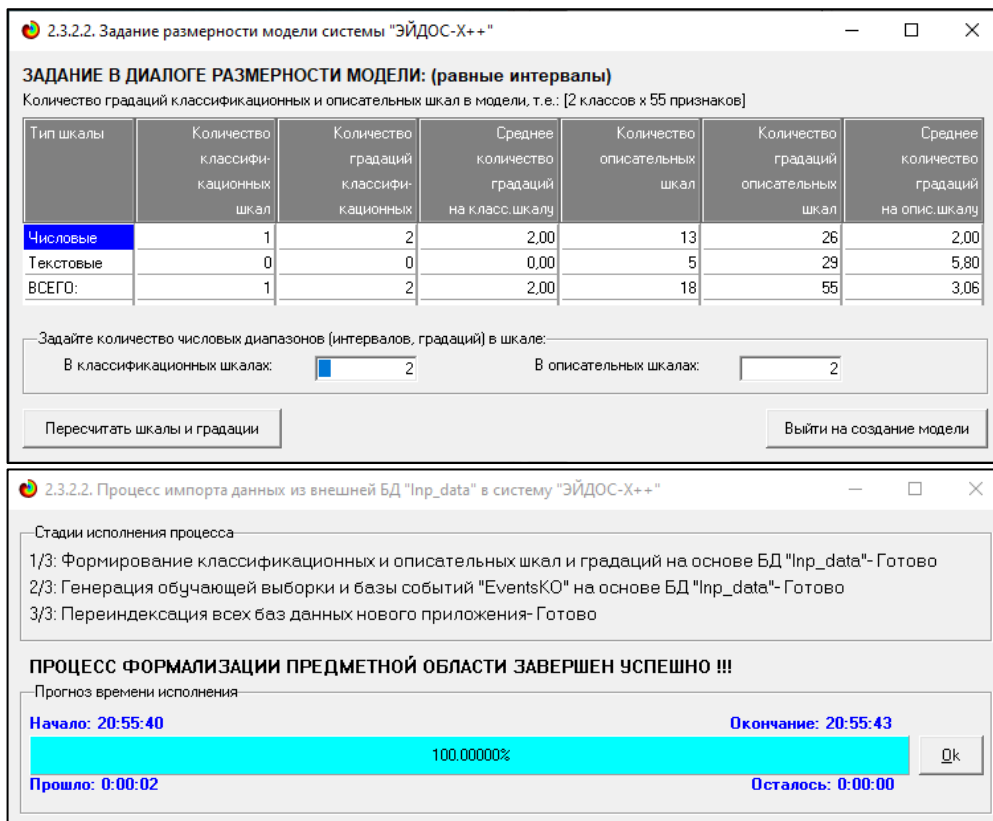 2.3.2.2. Задание размерности модели системы "ЭЙДОС-X++"
ЗАДАНИЕ В ДИАЛОГЕ РАЗМЕРНОСТИ МОДЕЛИ: (равные интервалы)
Количество градаций классификационных и описательных шкал в модели, т.е.: [2 классов x 55 признаков]
Тип шкалы Количество Количество Среднее Количество Количество Среднее
классифи- градаций количество описательных градаций количество
кационных классифи- градаций шкал описательных градаций
шкал кационных на класс.шкалу шкал на опис.шкалу
Числовые 1 2 2,00 13 26 2,00
Текстовые 0 0 0,00 5 29 5,80
ВСЕГО: 1 2 2,00 18 55 3,06
Задайте количество числовых диапазонов (интервалов, градаций) в шкале:
В классификационных шкалах: 2 В описательных шкалах: 2
Пересчитать шкалы и градации Выйти на создание модели
2.3.2.2. Процесс импорта данных из внешней БД "Inp_data" в систему "ЭЙДОС-X++"
Стадии исполнения процесса
1/3: Формирование классификационных и описательных шкал и градаций на основе БД "Inp_data"- Готово
2/3: Генерация обучающей выборки и базы событий "EventsKO" на основе БД "Inp_data"- Готово
3/3: Переиндексация всех баз данных нового приложения- Готово
ПРОЦЕСС ФОРМАЛИЗАЦИИ ПРЕДМЕТНОЙ ОБЛАСТИ ЗАВЕРШЕН УСПЕШНО !!!
Прогноз времени исполнения
Начало: 20:55:40 Окончание: 20:55:43
100.00000% Ok
Прошло: 0:00:02 Осталось: 0:00:00